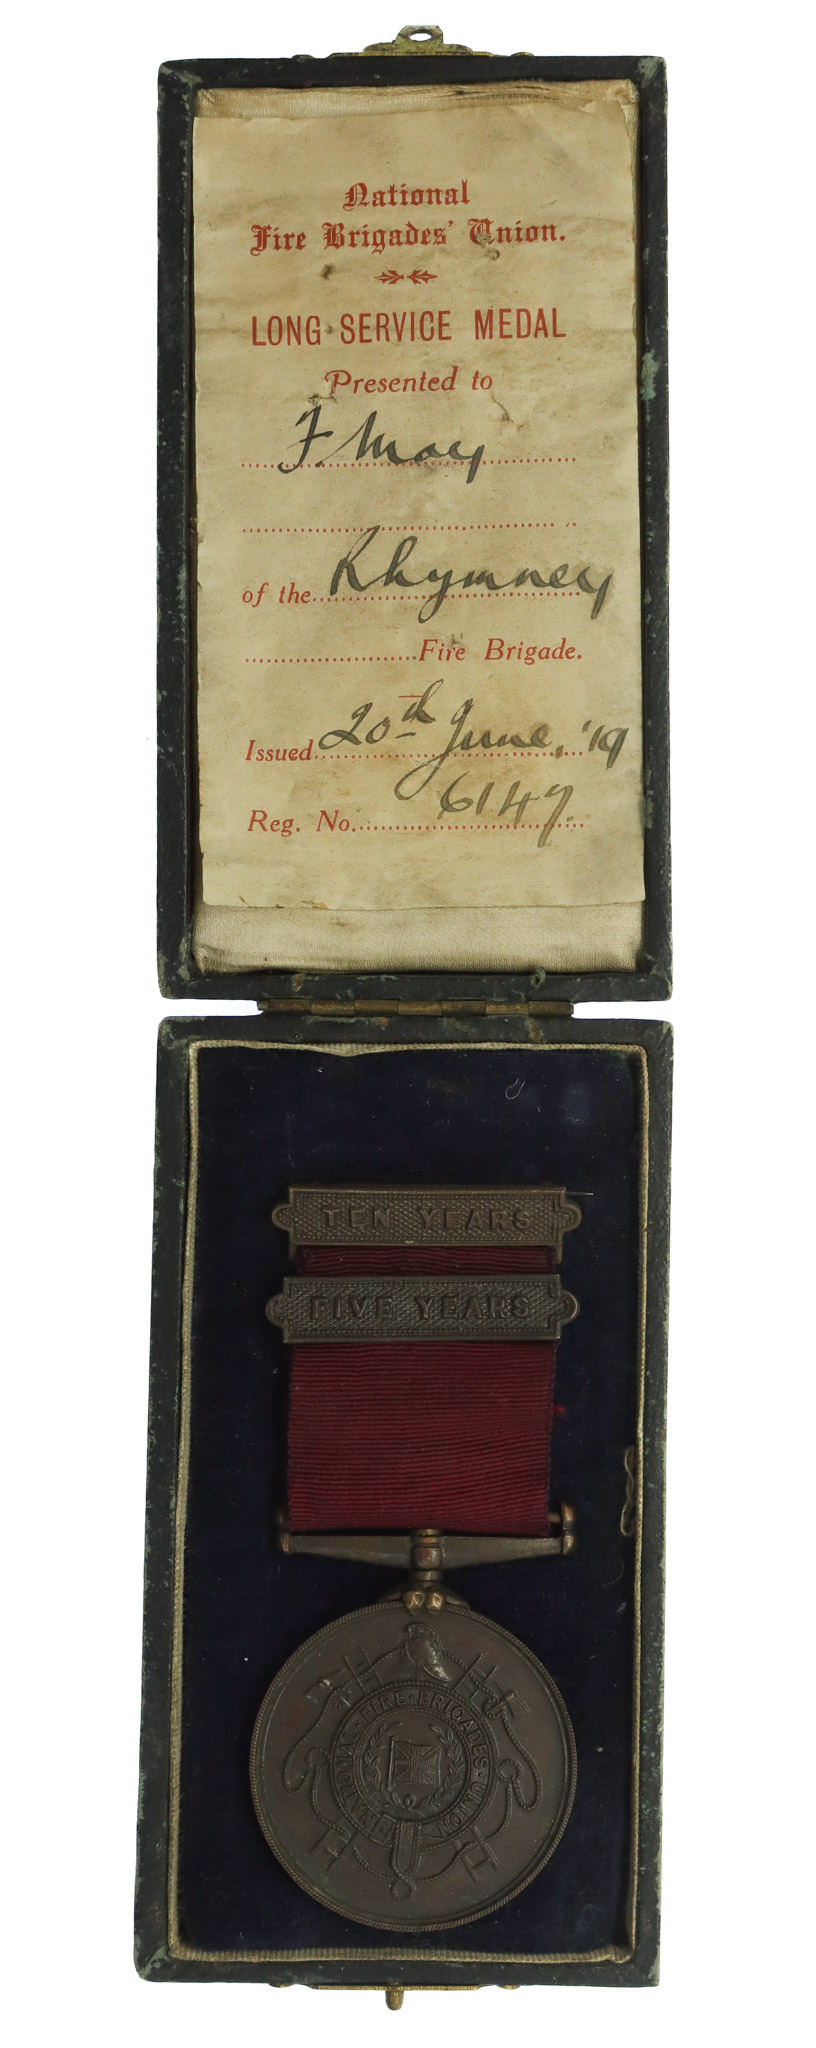 National
Fire Brigades' Union.
LONG SERVICE MEDAL
Presented to
F. May
of the Rhymney
Fire Brigade.
Issued 20th June, '19
Reg. No. 6147.
TEN YEARS
FIVE YEARS
NATIONAL · FIRE · BRIGADES · UNION